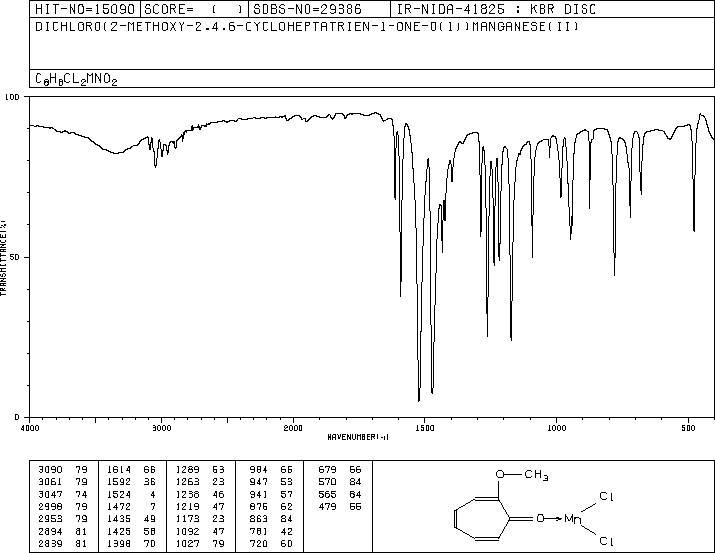 HIT-NO=15090 SCORE= ( ) SDBS-NO=29386 IR-NIDA-41825 : KBR DISC
DICHLORO(2-METHOXY-2,4,6-CYCLOHEPTATRIEN-1-ONE-O(1))MANGANESE(II)
C8H8CL2MNO2
100
50
0
TRANSMITTANCE(%)
4000 3000 2000 1500 1000 500
WAVENUMBER(-1)
3090 79 1614 66 1289 53 984 66 679 66
3061 79 1592 36 1263 23 947 53 570 84
3047 74 1524 4 1238 46 941 57 565 84
2998 79 1472 7 1219 47 876 62 479 55
2953 79 1435 49 1173 23 863 84
2894 81 1425 58 1092 47 781 42
2839 81 1398 70 1027 79 720 60
O CH3
Cl
O Mn
Cl